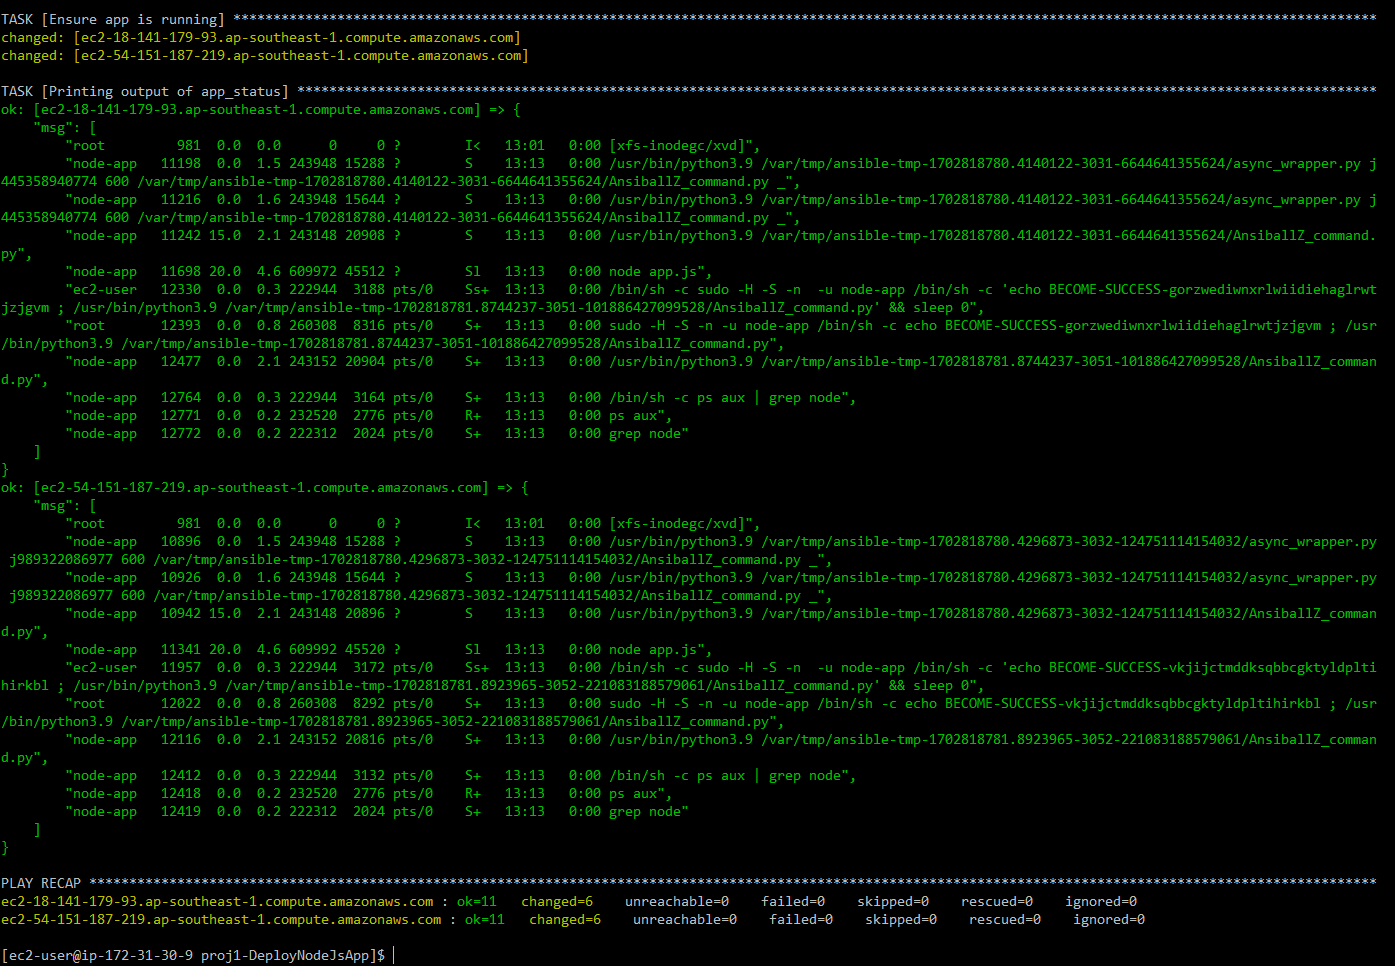 TASK [Ensure app is running] ***********************************************************************************************************************************************
changed: [ec2-18-141-179-93.ap-southeast-1.compute.amazonaws.com]
changed: [ec2-54-151-187-219.ap-southeast-1.compute.amazonaws.com]
TASK [Printing output of app_status] ***************************************************************************************************************************************
ok: [ec2-18-141-179-93.ap-southeast-1.compute.amazonaws.com] => {
    "msg": [
        "root         981  0.0  0.0      0     0 ?        I<   13:01   0:00 [xfs-inodegc/xvd]",
        "node-app   11198  0.0  1.5 243948 15288 ?        S    13:13   0:00 /usr/bin/python3.9 /var/tmp/ansible-tmp-1702818780.4140122-3031-6644641355624/async_wrapper.py j
445358940774 600 /var/tmp/ansible-tmp-1702818780.4140122-3031-6644641355624/AnsiballZ_command.py _",
        "node-app   11216  0.0  1.6 243948 15644 ?        S    13:13   0:00 /usr/bin/python3.9 /var/tmp/ansible-tmp-1702818780.4140122-3031-6644641355624/async_wrapper.py j
445358940774 600 /var/tmp/ansible-tmp-1702818780.4140122-3031-6644641355624/AnsiballZ_command.py _",
        "node-app   11242 15.0  2.1 243148 20908 ?        S    13:13   0:00 /usr/bin/python3.9 /var/tmp/ansible-tmp-1702818780.4140122-3031-6644641355624/AnsiballZ_command.
py",
        "node-app   11698 20.0  4.6 609972 45512 ?        Sl   13:13   0:00 node app.js",
        "ec2-user   12330  0.0  0.3 222944  3188 pts/0    Ss+  13:13   0:00 /bin/sh -c sudo -H -S -n  -u node-app /bin/sh -c 'echo BECOME-SUCCESS-gorzwediwnxrlwiidiehaglrwt
jzjgvm ; /usr/bin/python3.9 /var/tmp/ansible-tmp-1702818781.8744237-3051-101886427099528/AnsiballZ_command.py' && sleep 0",
        "root       12393  0.0  0.8 260308  8316 pts/0    S+   13:13   0:00 sudo -H -S -n -u node-app /bin/sh -c echo BECOME-SUCCESS-gorzwediwnxrlwiidiehaglrwtjzjgvm ; /usr
/bin/python3.9 /var/tmp/ansible-tmp-1702818781.8744237-3051-101886427099528/AnsiballZ_command.py",
        "node-app   12477  0.0  2.1 243152 20904 pts/0    S+   13:13   0:00 /usr/bin/python3.9 /var/tmp/ansible-tmp-1702818781.8744237-3051-101886427099528/AnsiballZ_comman
d.py",
        "node-app   12764  0.0  0.3 222944  3164 pts/0    S+   13:13   0:00 /bin/sh -c ps aux | grep node",
        "node-app   12771  0.0  0.2 232520  2776 pts/0    R+   13:13   0:00 ps aux",
        "node-app   12772  0.0  0.2 222312  2024 pts/0    S+   13:13   0:00 grep node"
    ]
}
ok: [ec2-54-151-187-219.ap-southeast-1.compute.amazonaws.com] => {
    "msg": [
        "root         981  0.0  0.0      0     0 ?        I<   13:01   0:00 [xfs-inodegc/xvd]",
        "node-app   10896  0.0  1.5 243948 15288 ?        S    13:13   0:00 /usr/bin/python3.9 /var/tmp/ansible-tmp-1702818780.4296873-3032-124751114154032/async_wrapper.py
 j989322086977 600 /var/tmp/ansible-tmp-1702818780.4296873-3032-124751114154032/AnsiballZ_command.py _",
        "node-app   10926  0.0  1.6 243948 15644 ?        S    13:13   0:00 /usr/bin/python3.9 /var/tmp/ansible-tmp-1702818780.4296873-3032-124751114154032/async_wrapper.py
 j989322086977 600 /var/tmp/ansible-tmp-1702818780.4296873-3032-124751114154032/AnsiballZ_command.py _",
        "node-app   10942 15.0  2.1 243148 20896 ?        S    13:13   0:00 /usr/bin/python3.9 /var/tmp/ansible-tmp-1702818780.4296873-3032-124751114154032/AnsiballZ_comman
d.py",
        "node-app   11341 20.0  4.6 609992 45520 ?        Sl   13:13   0:00 node app.js",
        "ec2-user   11957  0.0  0.3 222944  3172 pts/0    Ss+  13:13   0:00 /bin/sh -c sudo -H -S -n  -u node-app /bin/sh -c 'echo BECOME-SUCCESS-vkjijctmddksqbbcgktyldplti
hirkbl ; /usr/bin/python3.9 /var/tmp/ansible-tmp-1702818781.8923965-3052-221083188579061/AnsiballZ_command.py' && sleep 0",
        "root       12022  0.0  0.8 260308  8292 pts/0    S+   13:13   0:00 sudo -H -S -n -u node-app /bin/sh -c echo BECOME-SUCCESS-vkjijctmddksqbbcgktyldpltihirkbl ; /usr
/bin/python3.9 /var/tmp/ansible-tmp-1702818781.8923965-3052-221083188579061/AnsiballZ_command.py",
        "node-app   12116  0.0  2.1 243152 20816 pts/0    S+   13:13   0:00 /usr/bin/python3.9 /var/tmp/ansible-tmp-1702818781.8923965-3052-221083188579061/AnsiballZ_comman
d.py",
        "node-app   12412  0.0  0.3 222944  3132 pts/0    S+   13:13   0:00 /bin/sh -c ps aux | grep node",
        "node-app   12418  0.0  0.2 232520  2776 pts/0    R+   13:13   0:00 ps aux",
        "node-app   12419  0.0  0.2 222312  2024 pts/0    S+   13:13   0:00 grep node"
    ]
}
PLAY RECAP *****************************************************************************************************************************************************************
ec2-18-141-179-93.ap-southeast-1.compute.amazonaws.com : ok=11   changed=6    unreachable=0    failed=0    skipped=0    rescued=0    ignored=0
ec2-54-151-187-219.ap-southeast-1.compute.amazonaws.com : ok=11   changed=6    unreachable=0    failed=0    skipped=0    rescued=0    ignored=0
[ec2-user@ip-172-31-30-9 proj1-DeployNodeJsApp]$